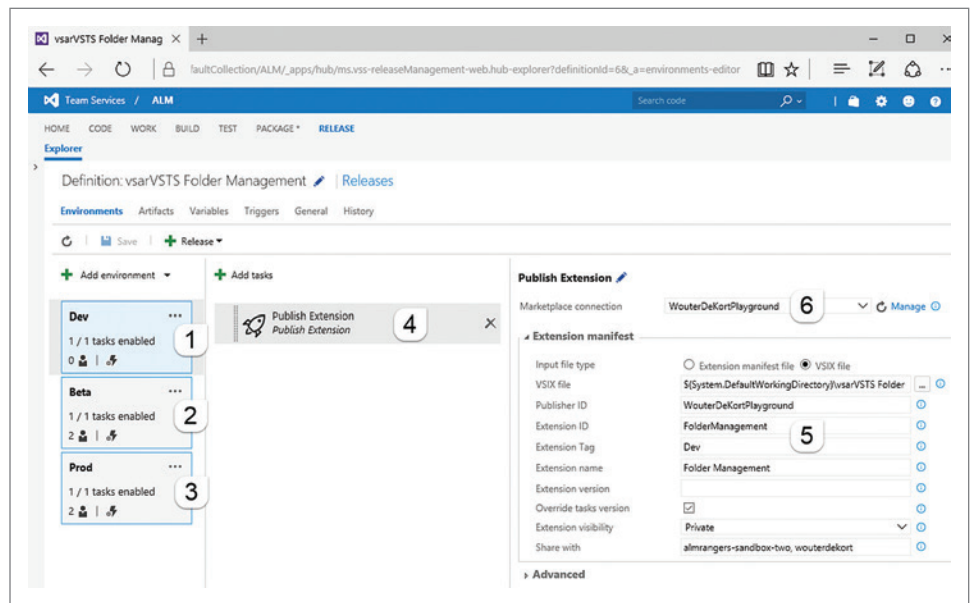 vsarVSTS Folder Manag
faultCollection/ALM/_apps/hub/ms.vss-releaseManagement-web.hub-explorer?definitionId=6&_a=environments-editor
Team Services / ALM
Search code
HOME CODE WORK BUILD TEST PACKAGE* RELEASE
Explorer
Definition: vsarVSTS Folder Management | Releases
Environments Artifacts Variables Triggers General History
Save Release
Add environment
Add tasks
Dev
1 / 1 tasks enabled
0
1
Beta
1 / 1 tasks enabled
2
2
Prod
1 / 1 tasks enabled
2
3
Publish Extension
Publish Extension
4
Publish Extension
Marketplace connection WouterDeKortPlayground 6 Manage
Extension manifest
Input file type Extension manifest file VSIX file
VSIX file $(System.DefaultWorkingDirectory)\vsarVSTS Folder ...
Publisher ID WouterDeKortPlayground
Extension ID FolderManagement
5
Extension Tag Dev
Extension name Folder Management
Extension version
Override tasks version
Extension visibility Private
Share with almrangers-sandbox-two, wouterdekort
Advanced